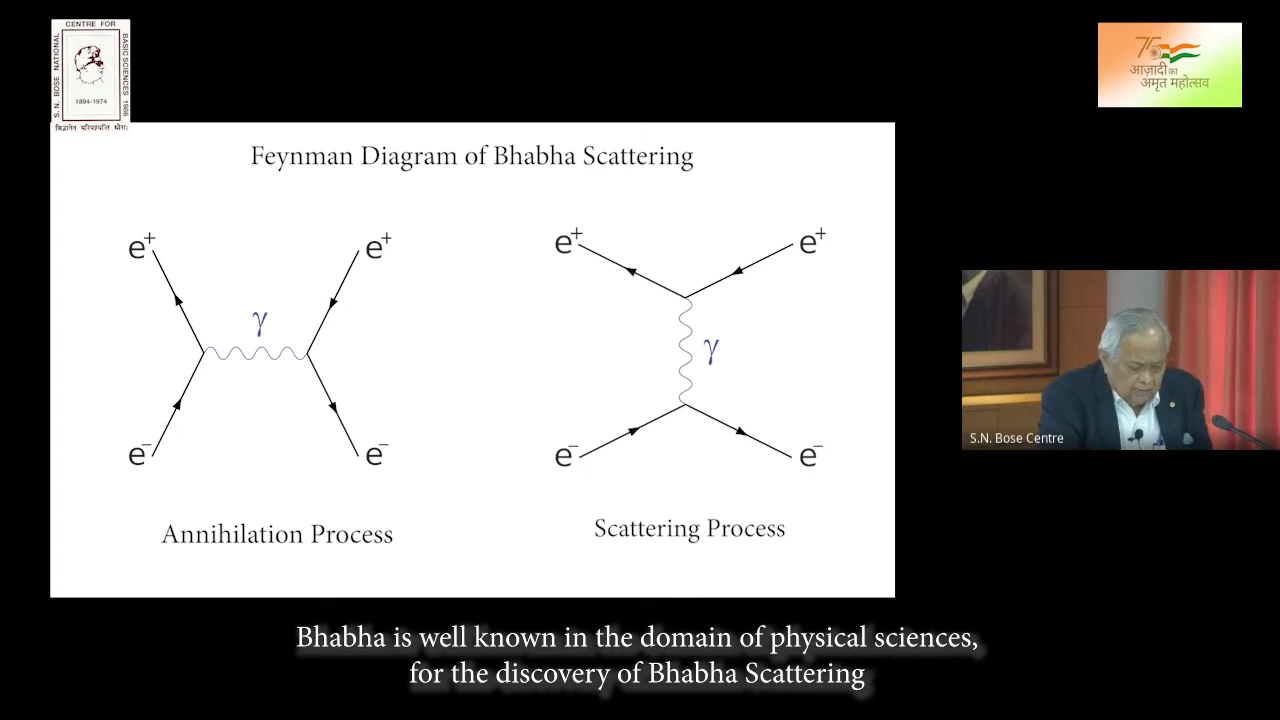 CENTRE FOR
S. N. BOSE NATIONAL
BASIC SCIENCES 1986
1894-1974
75
आज़ादी का
अमृत महोत्सव
Feynman Diagram of Bhabha Scattering
e⁺ e⁺
γ
e⁻ e⁻
Annihilation Process
e⁺ e⁺
γ
e⁻ e⁻
Scattering Process
S.N. Bose Centre
Bhabha is well known in the domain of physical sciences,
for the discovery of Bhabha Scattering